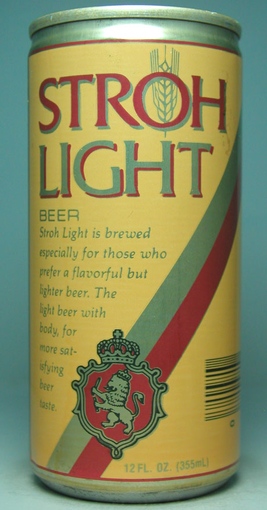 STROH
LIGHT
BEER
Stroh Light is brewed
especially for those who
prefer a flavorful but
lighter beer. The
light beer with
body, for
more sat-
isfying
beer
taste.
12 FL. OZ. (355mL)